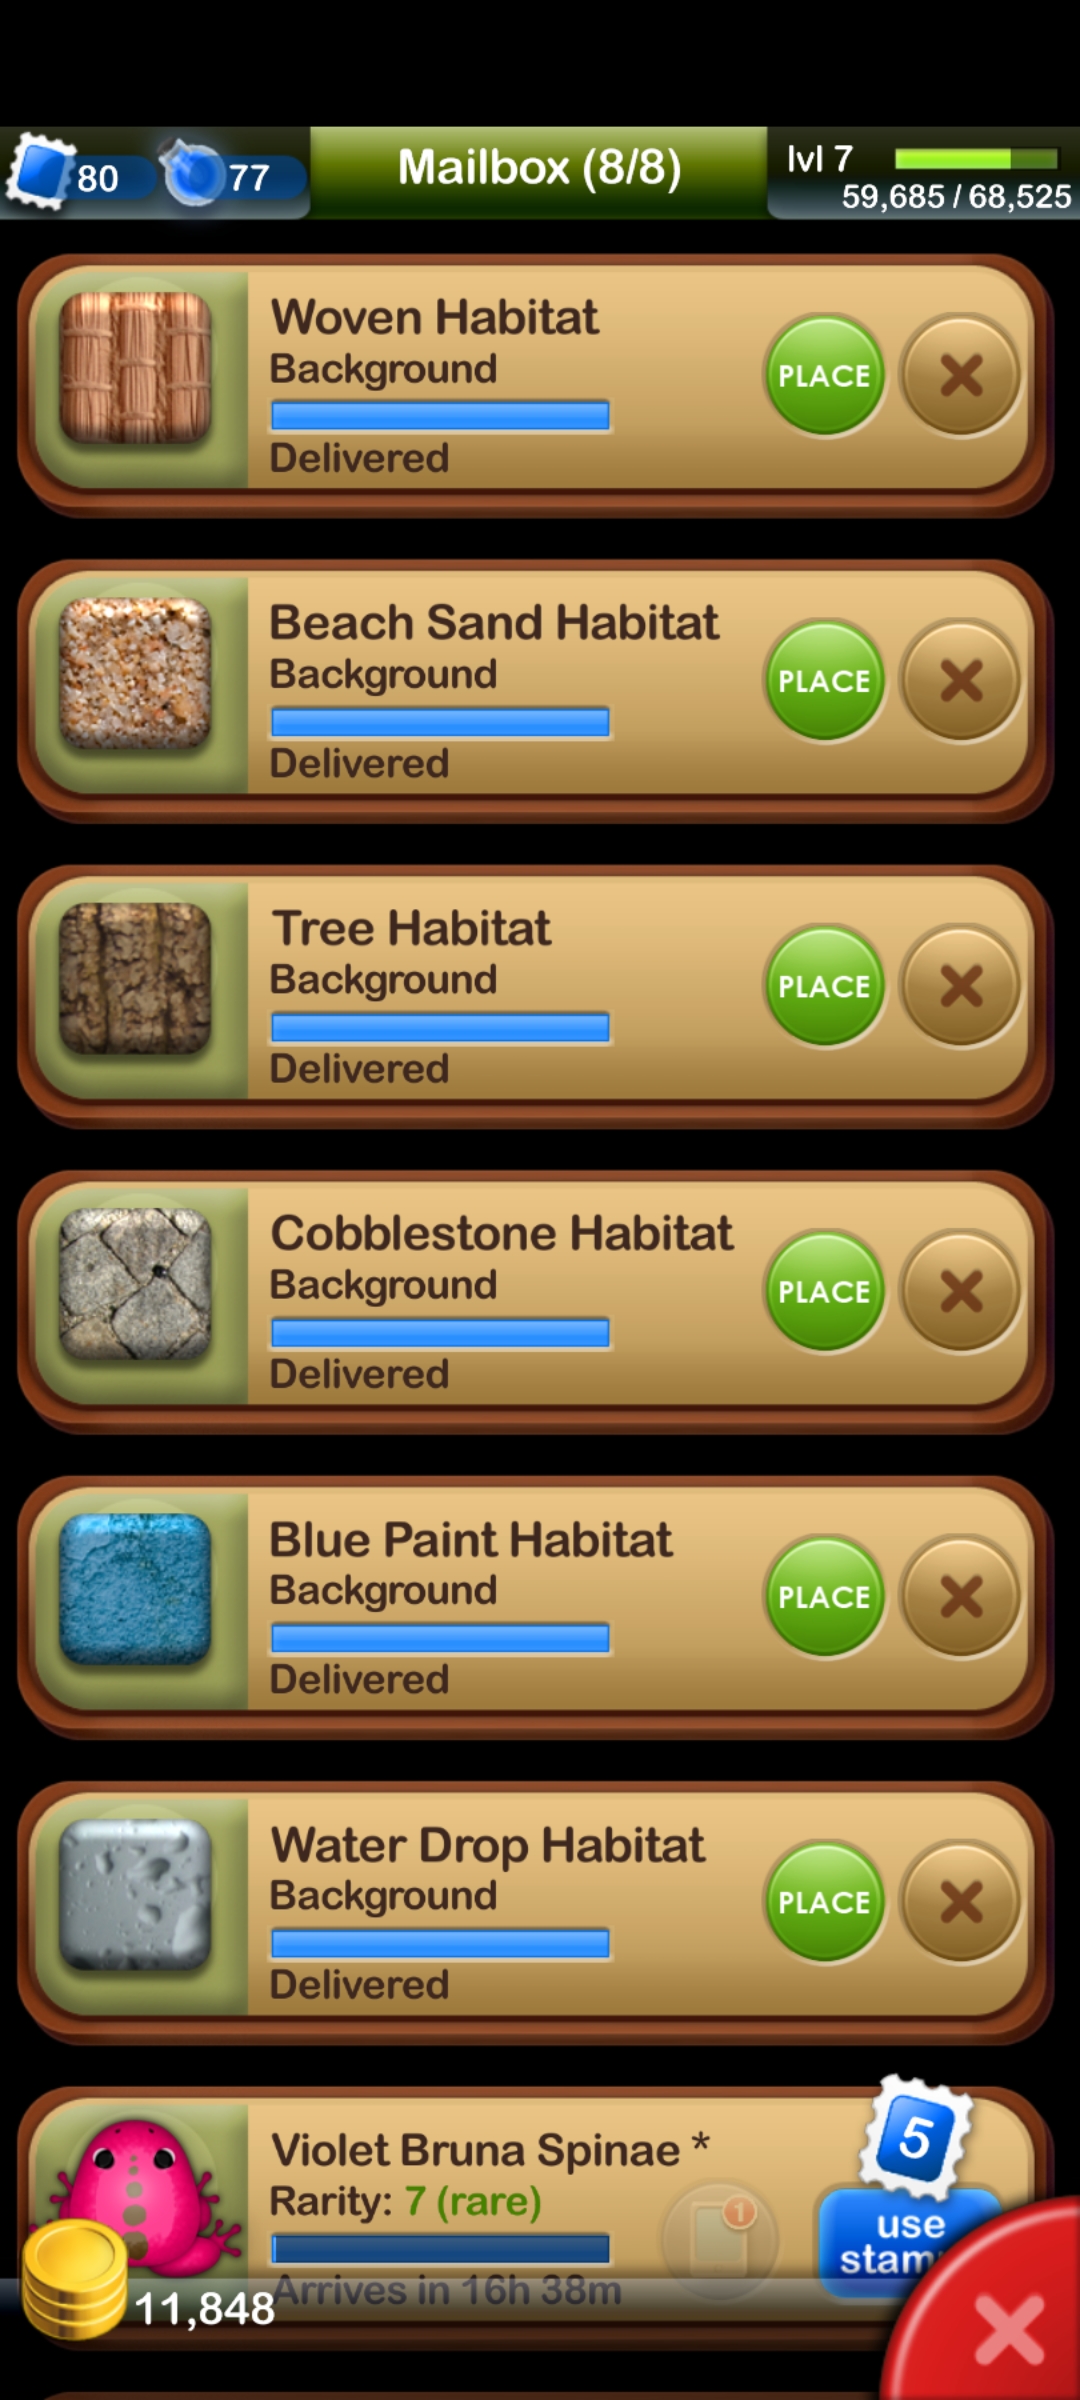 80
77
Mailbox (8/8)
lvl 7
59,685 / 68,525
Woven Habitat
Background
Delivered
PLACE
Beach Sand Habitat
Background
Delivered
PLACE
Tree Habitat
Background
Delivered
PLACE
Cobblestone Habitat
Background
Delivered
PLACE
Blue Paint Habitat
Background
Delivered
PLACE
Water Drop Habitat
Background
Delivered
PLACE
Violet Bruna Spinae *
Rarity: 7 (rare)
Arrives in 16h 38m
1
5
use
11,848